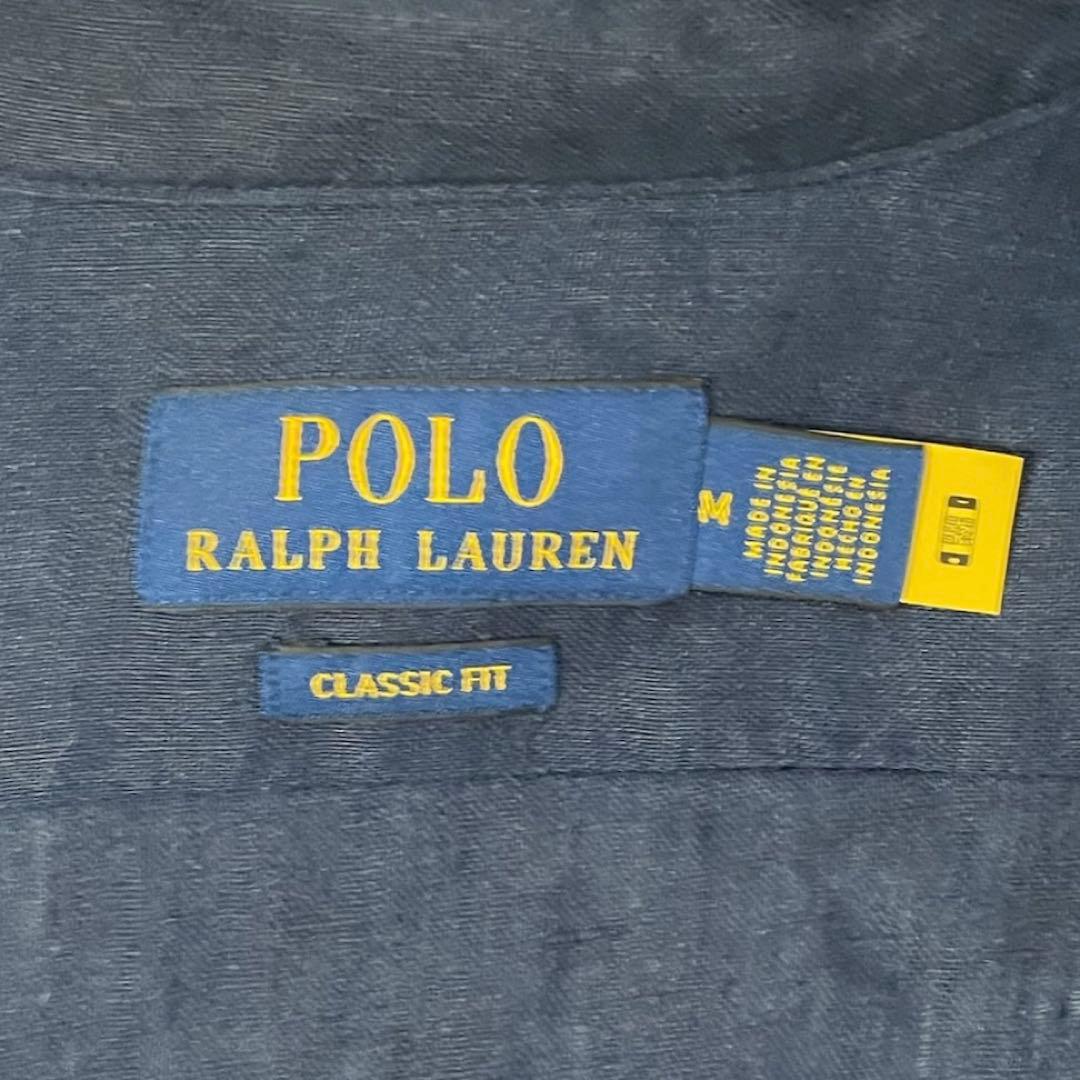 POLO
RALPH LAUREN
M
MADE IN
INDONESIA
FABRIQUÉ EN
INDONÉSIE
HECHO EN
INDONESIA
CLASSIC FIT